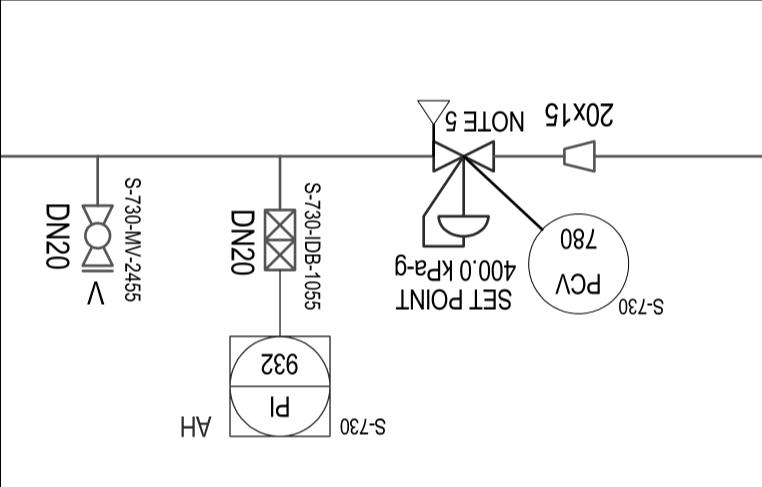 S-730
PI
932
AH
S-730
PCV
780
SET POINT
400.0 kPa-g
NOTE 5
20x15
S-730-IDB-1055
DN20
S-730-MV-2455
DN20
V